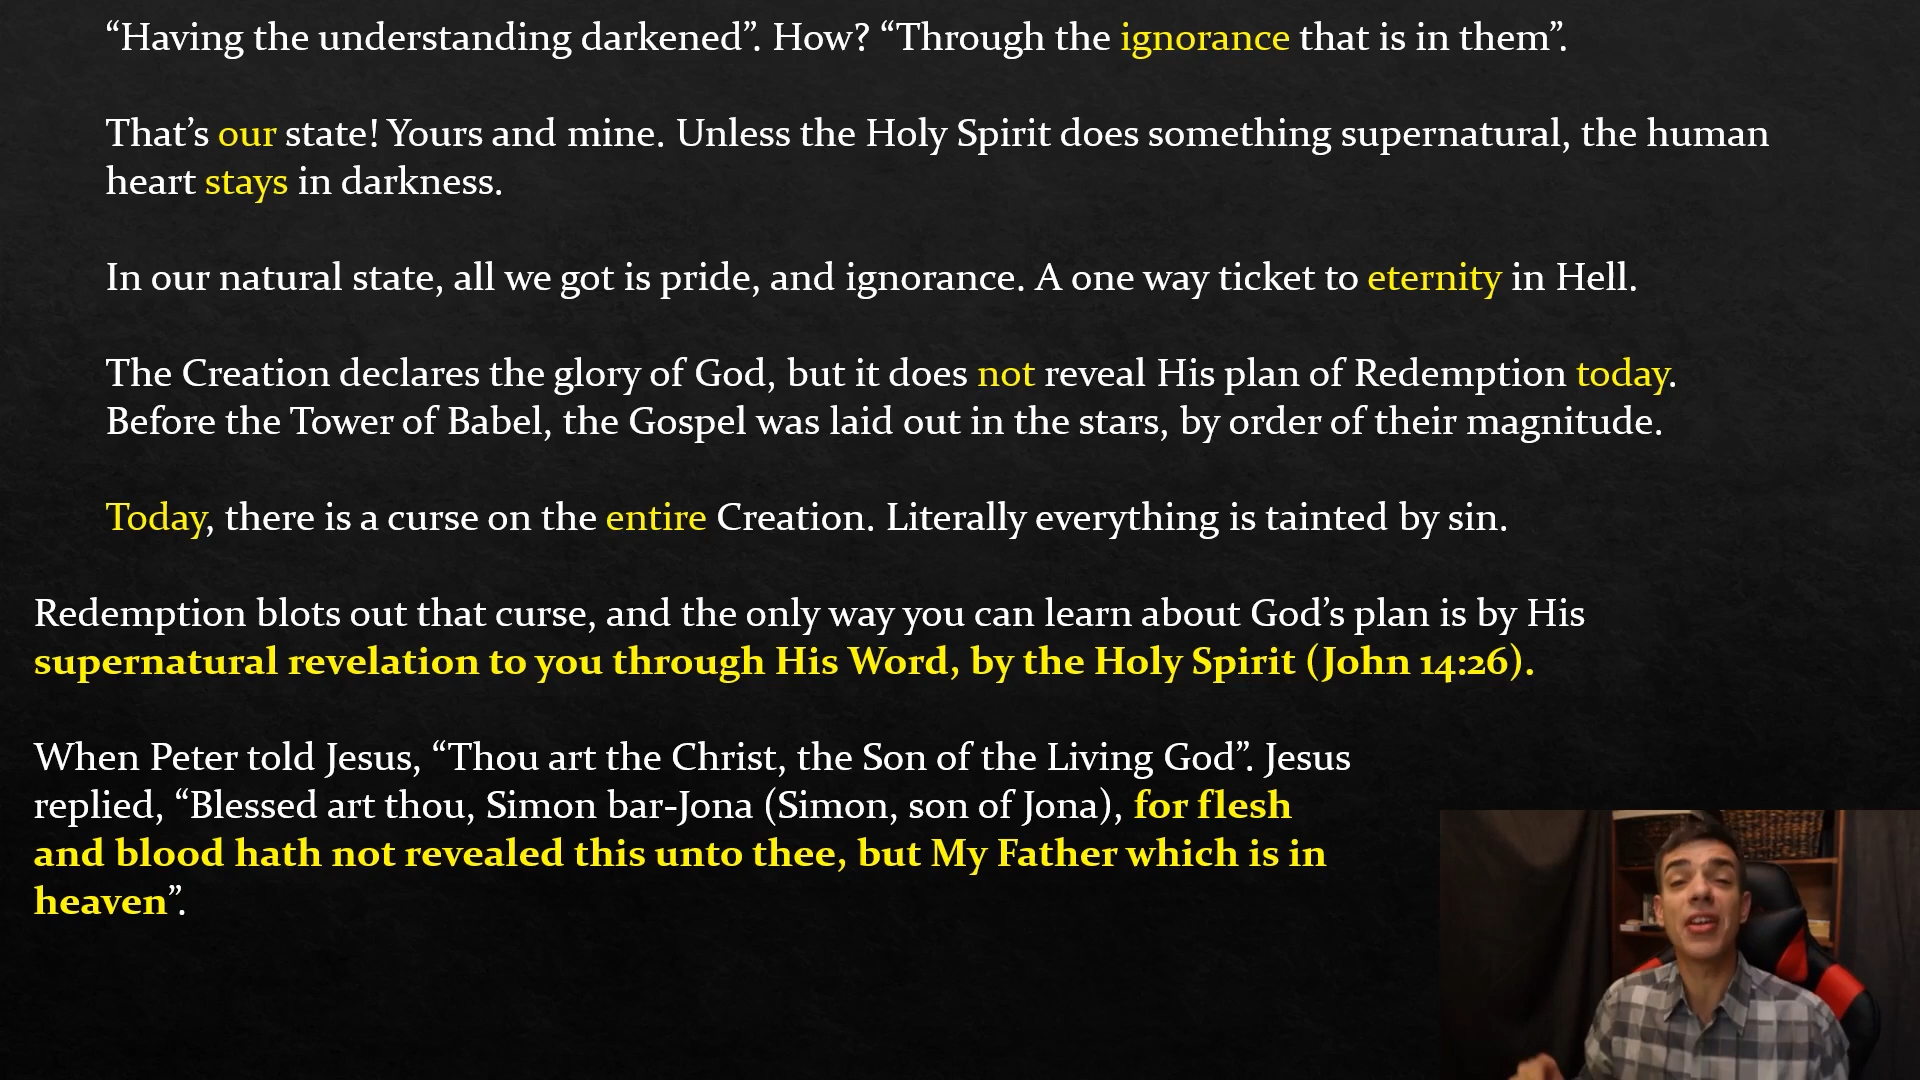 “Having the understanding darkened”. How? “Through the ignorance that is in them”.
That’s our state! Yours and mine. Unless the Holy Spirit does something supernatural, the human
heart stays in darkness.
In our natural state, all we got is pride, and ignorance. A one way ticket to eternity in Hell.
The Creation declares the glory of God, but it does not reveal His plan of Redemption today.
Before the Tower of Babel, the Gospel was laid out in the stars, by order of their magnitude.
Today, there is a curse on the entire Creation. Literally everything is tainted by sin.
Redemption blots out that curse, and the only way you can learn about God’s plan is by His
supernatural revelation to you through His Word, by the Holy Spirit (John 14:26).
When Peter told Jesus, “Thou art the Christ, the Son of the Living God”. Jesus
replied, “Blessed art thou, Simon bar-Jona (Simon, son of Jona), for flesh
and blood hath not revealed this unto thee, but My Father which is in
heaven”.